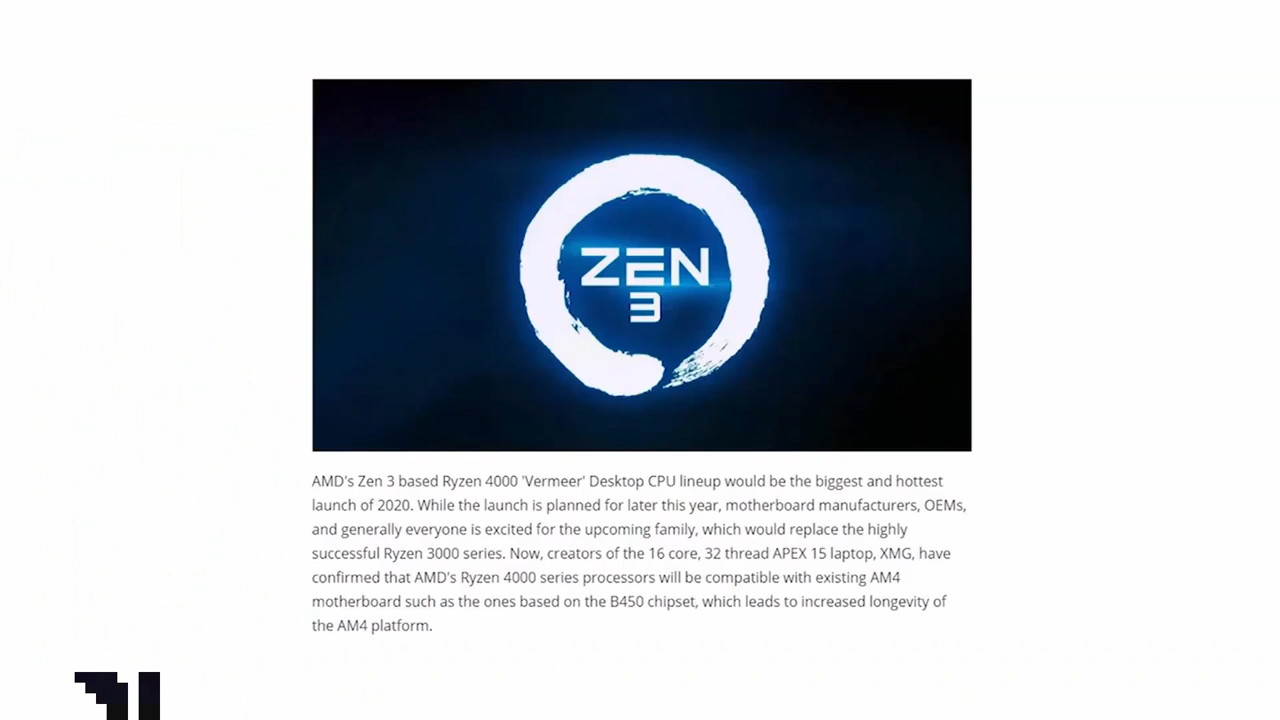 ZEN
3
AMD's Zen 3 based Ryzen 4000 'Vermeer' Desktop CPU lineup would be the biggest and hottest
launch of 2020. While the launch is planned for later this year, motherboard manufacturers, OEMs,
and generally everyone is excited for the upcoming family, which would replace the highly
successful Ryzen 3000 series. Now, creators of the 16 core, 32 thread APEX 15 laptop, XMG, have
confirmed that AMD's Ryzen 4000 series processors will be compatible with existing AM4
motherboard such as the ones based on the B450 chipset, which leads to increased longevity of
the AM4 platform.